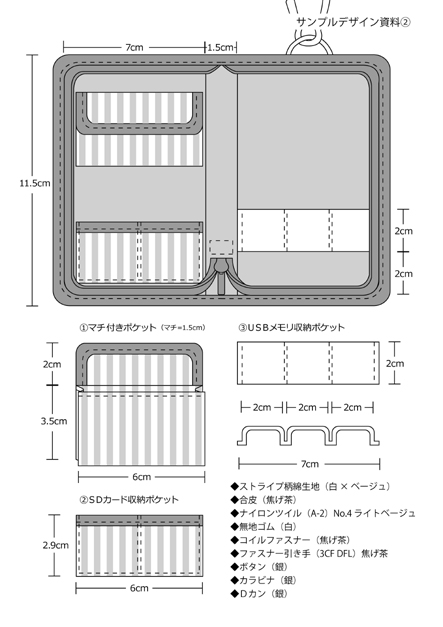 サンプルデザイン資料②
7cm
1.5cm
11.5cm
2cm
2cm
①マチ付きポケット（マチ=1.5cm）
2cm
3.5cm
6cm
③USBメモリ収納ポケット
2cm
2cm
2cm
2cm
7cm
②SDカード収納ポケット
2.9cm
6cm
◆ストライプ柄綿生地（白 × ベージュ）
◆合皮（焦げ茶）
◆ナイロンツイル（A-2）No.4 ライトベージュ
◆無地ゴム（白）
◆コイルファスナー（焦げ茶）
◆ファスナー引き手（3CF DFL）焦げ茶
◆ボタン（銀）
◆カラビナ（銀）
◆Dカン（銀）